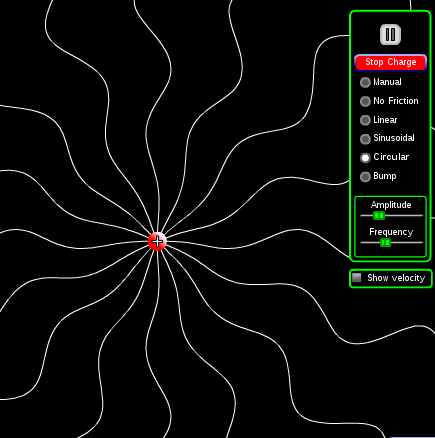 Stop Charge
Manual
No Friction
Linear
Sinusoidal
Circular
Bump
Amplitude
Frequency
Show velocity